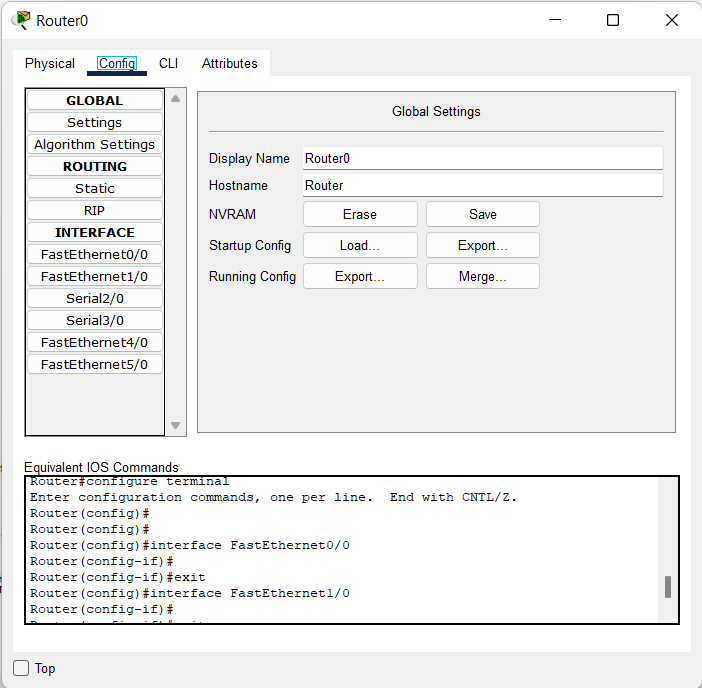 Router0
Physical Config CLI Attributes
GLOBAL
Settings
Algorithm Settings
ROUTING
Static
RIP
INTERFACE
FastEthernet0/0
FastEthernet1/0
Serial2/0
Serial3/0
FastEthernet4/0
FastEthernet5/0
Global Settings
Display Name Router0
Hostname Router
NVRAM Erase Save
Startup Config Load... Export...
Running Config Export... Merge...
Equivalent IOS Commands
Router#configure terminal
Enter configuration commands, one per line.  End with CNTL/Z.
Router(config)#
Router(config)#
Router(config)#interface FastEthernet0/0
Router(config-if)#
Router(config-if)#exit
Router(config)#interface FastEthernet1/0
Router(config-if)#
Top